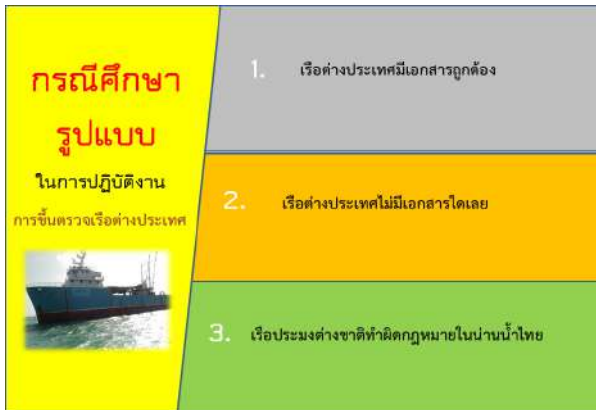 กรณีศึกษา
รูปแบบ
ในการปฏิบัติงาน
การขึ้นตรวจเรือต่างประเทศ
1. เรือต่างประเทศมีเอกสารถูกต้อง
2. เรือต่างประเทศไม่มีเอกสารใดเลย
3. เรือประมงต่างชาติทำผิดกฎหมายในน่านน้ำไทย